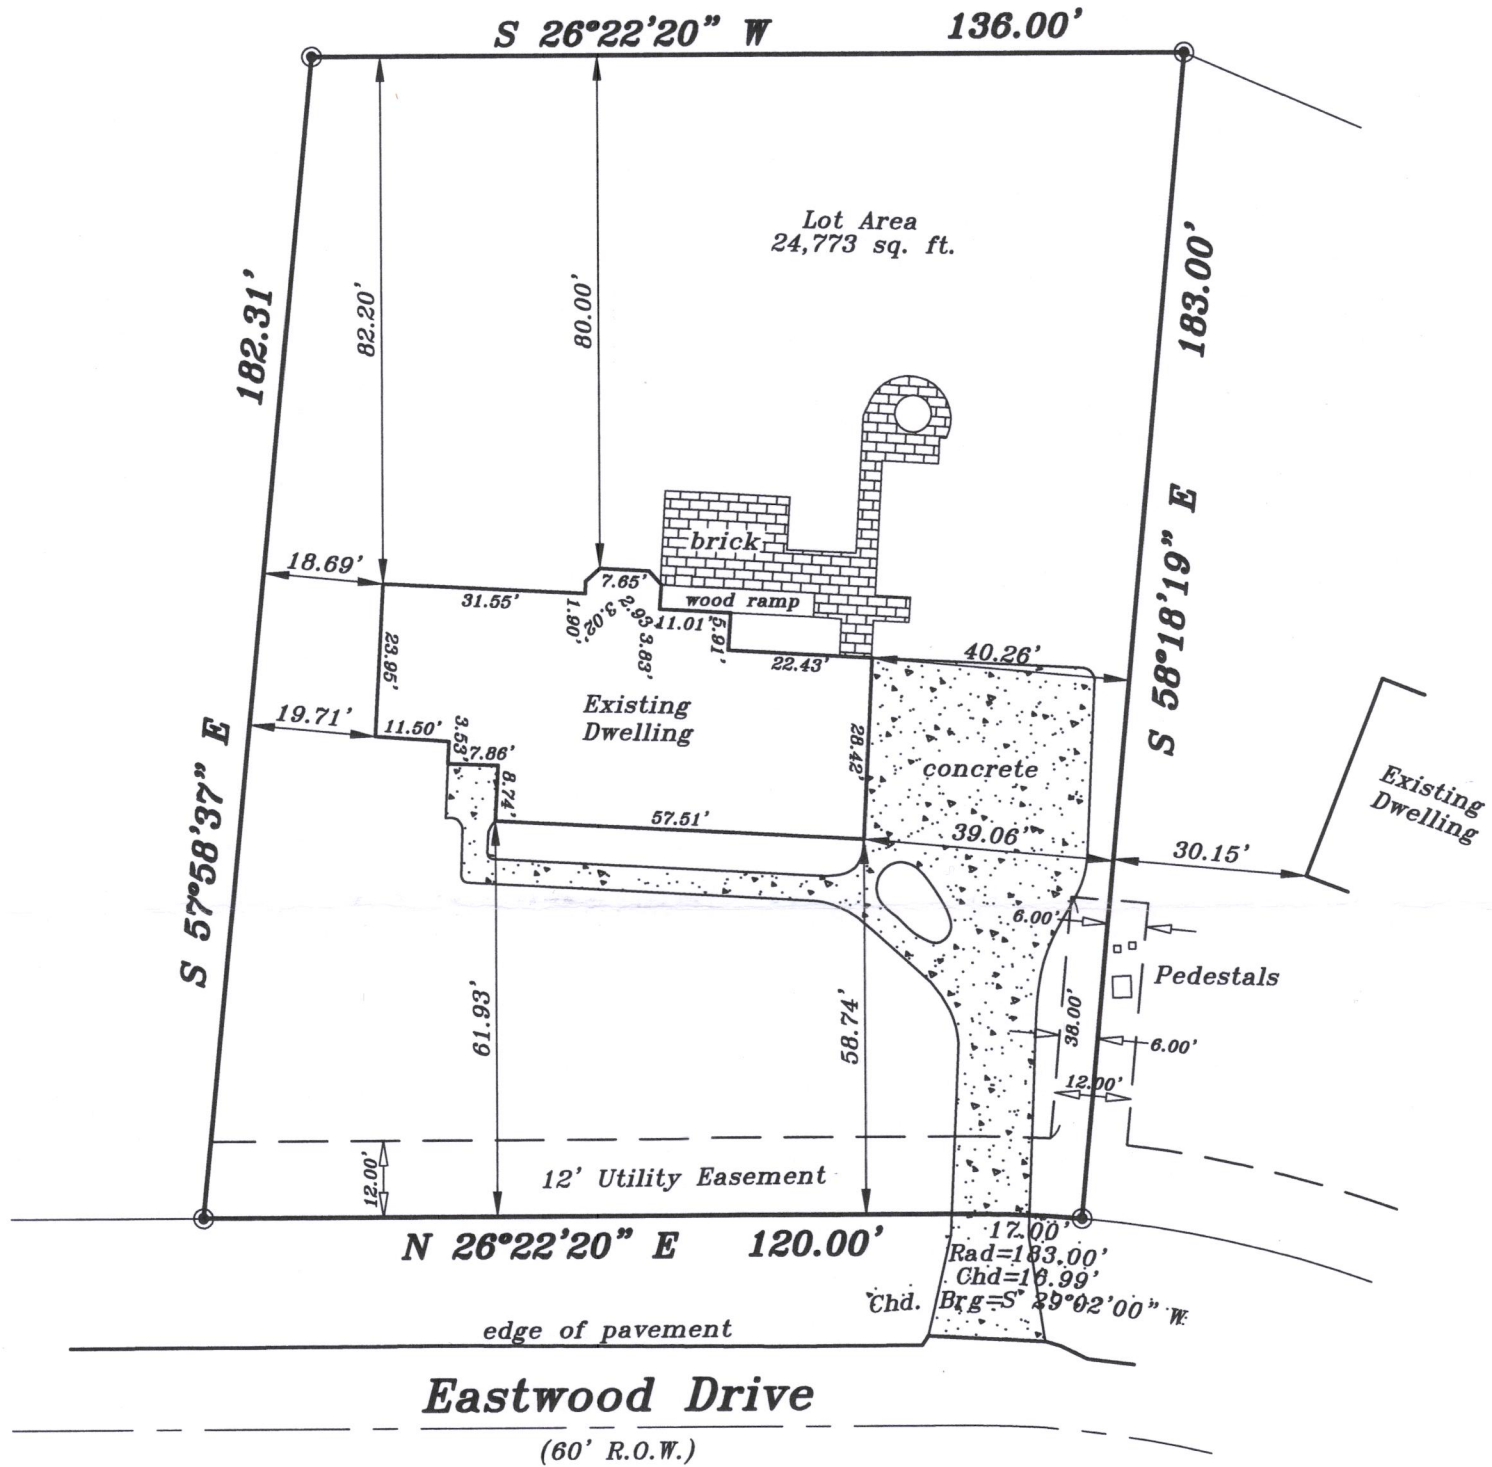 S 26°22'20" W 136.00'
Lot Area
24,773 sq. ft.
182.31'
82.20'
80.00'
183.00'
S 58°18'19" E
brick
18.69'
31.55'
7.65'
wood ramp
1.90'
3.02'
2.93'
3.83'
11.01'
5.91'
22.43'
40.26'
23.95'
Existing
Dwelling
19.71'
11.50'
3.53'
7.86'
8.74'
28.42'
concrete
57.51'
39.06'
30.15'
Existing
Dwelling
S 57°58'37" E
6.00'
Pedestals
61.93'
58.74'
38.00'
6.00'
12.00'
12.00'
12' Utility Easement
N 26°22'20" E 120.00'
17.00'
Rad=183.00'
Chd=16.99'
Chd. Brg=S 29°02'00" W
edge of pavement
Eastwood Drive
(60' R.O.W.)